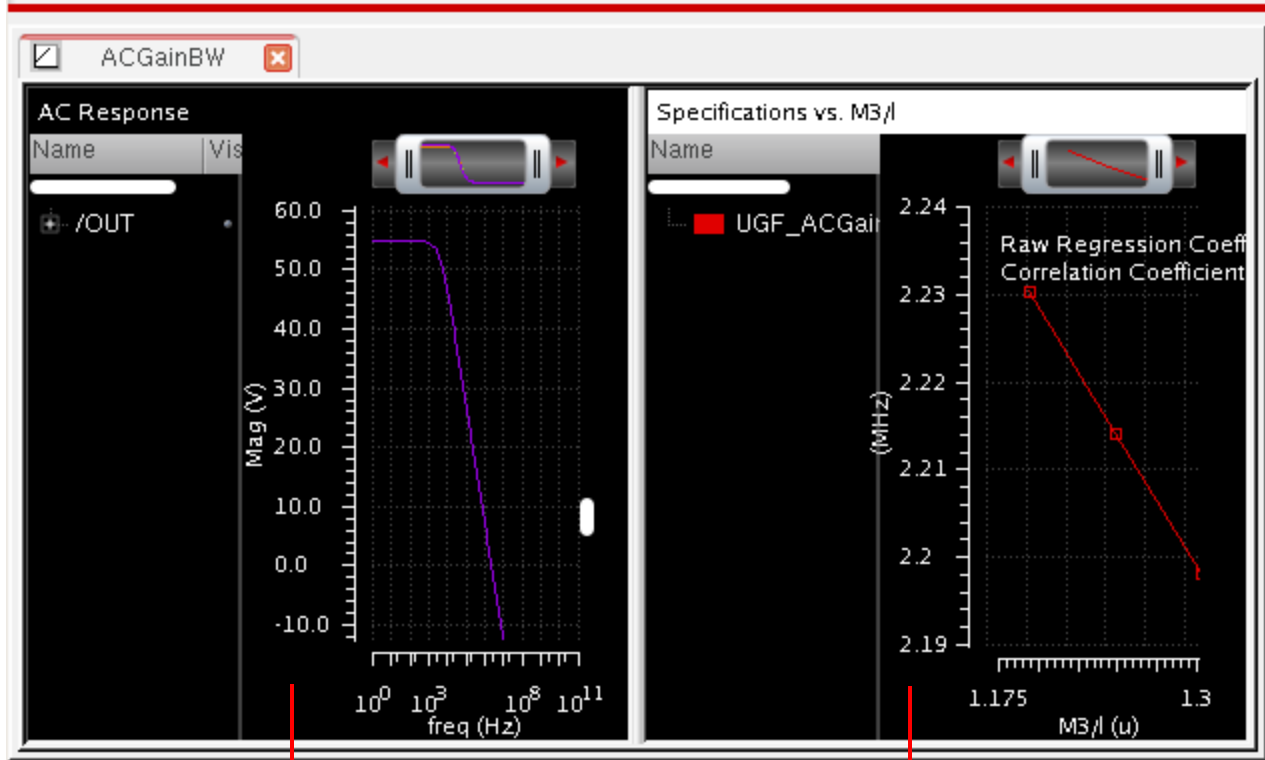 ACGainBW
AC Response
Name
Vis
/OUT
60.0
50.0
40.0
30.0
20.0
10.0
0.0
-10.0
Mag (V)
10^0 10^3 10^8 10^11
freq (Hz)
Specifications vs. M3/l
Name
UGF_ACGai
2.24
2.23
2.22
2.21
2.2
2.19
(MHz)
Raw Regression Coeff
Correlation Coefficient
1.175 1.3
M3/l (u)